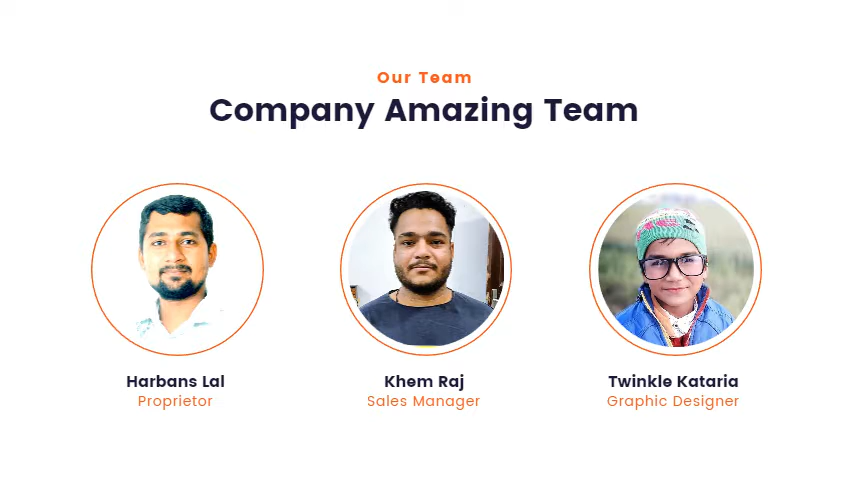 Our Team
Company Amazing Team
Harbans Lal
Proprietor
Khem Raj
Sales Manager
Twinkle Kataria
Graphic Designer